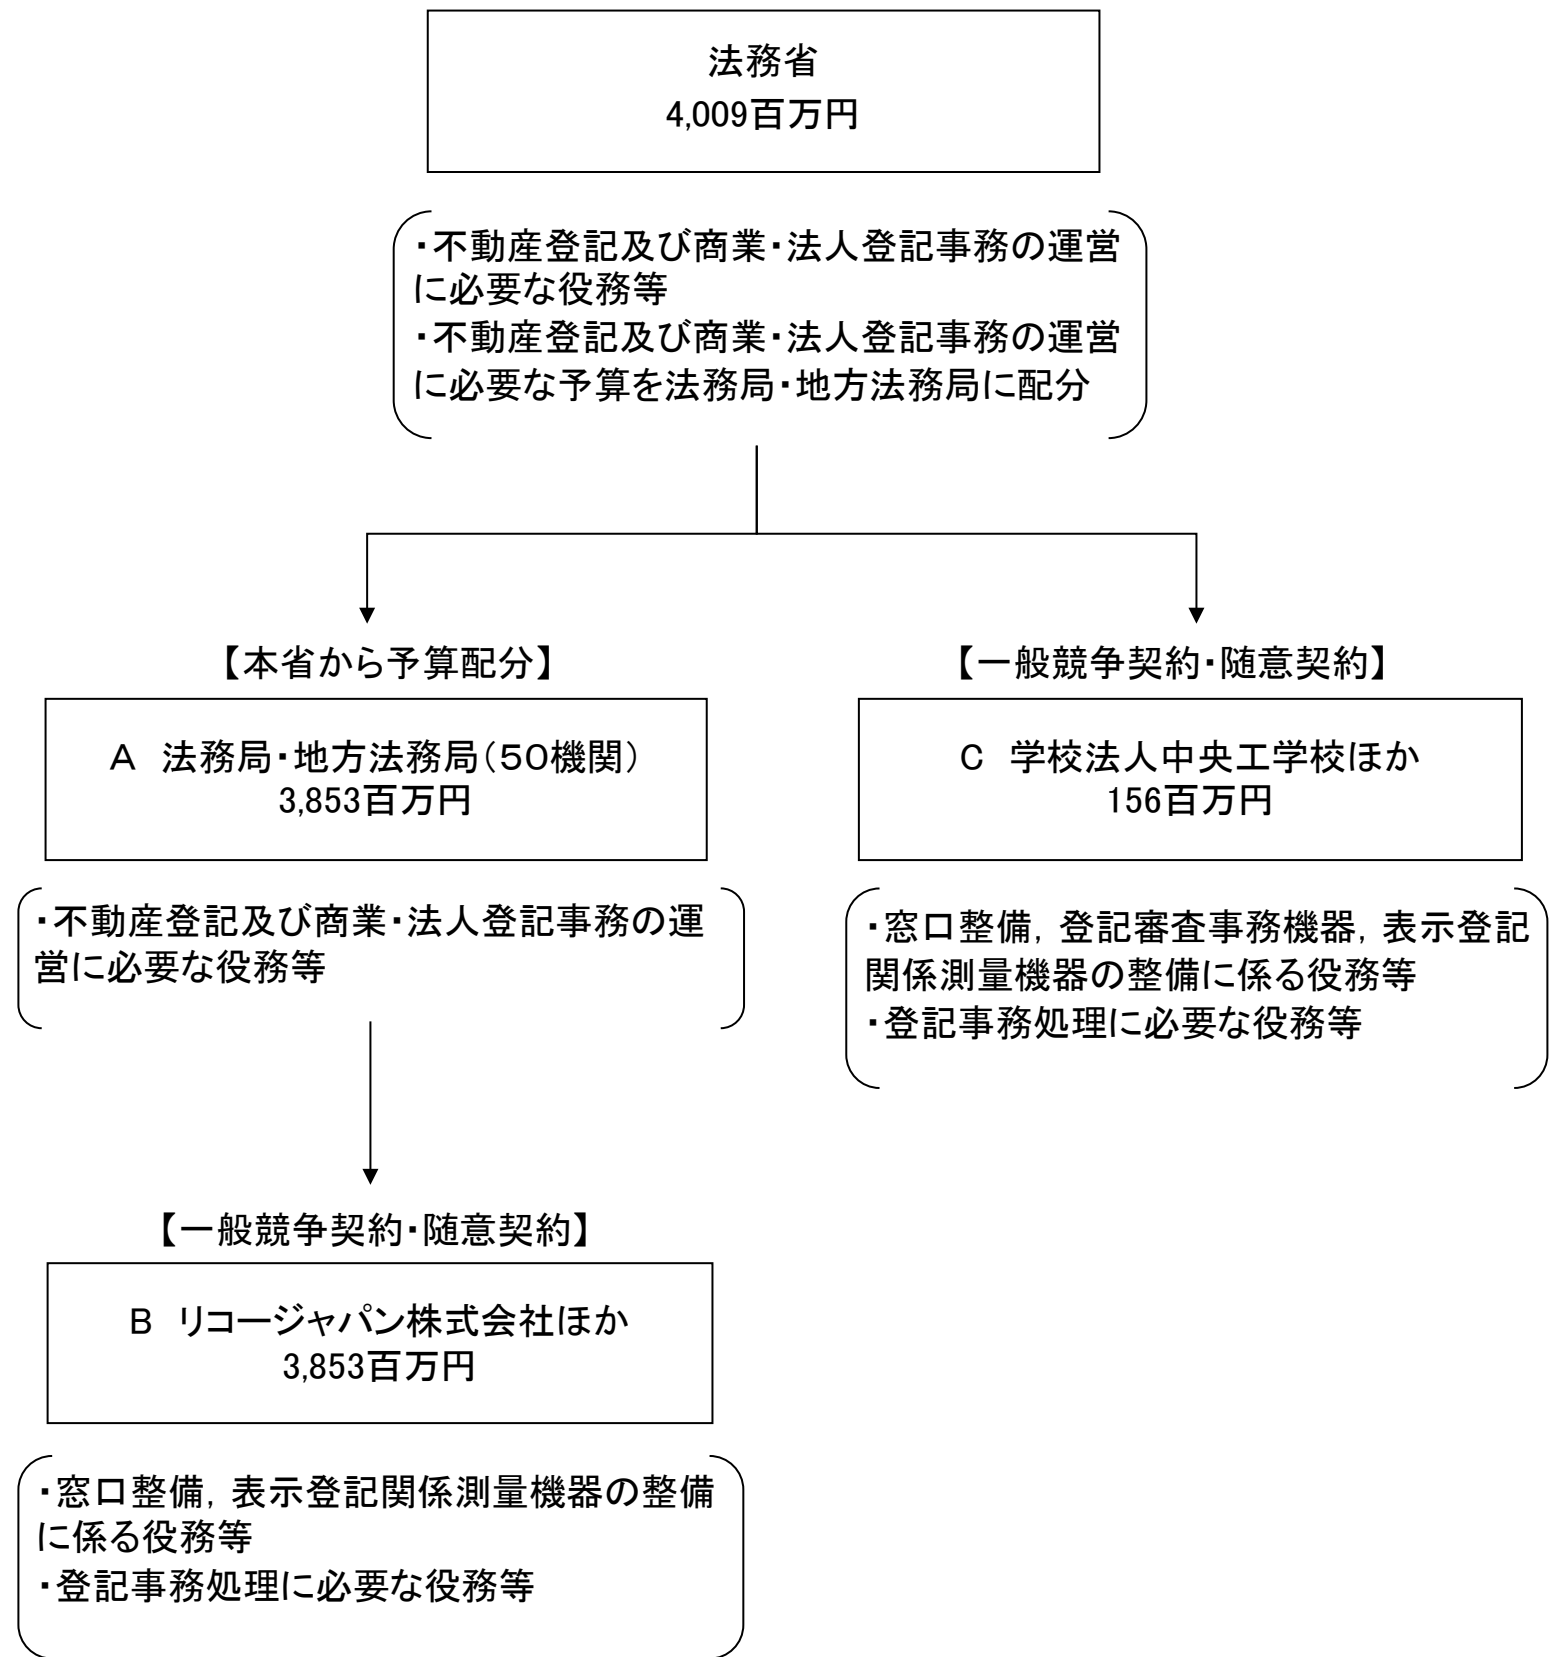 法務省
4,009百万円
・不動産登記及び商業・法人登記事務の運営
に必要な役務等
・不動産登記及び商業・法人登記事務の運営
に必要な予算を法務局・地方法務局に配分
【本省から予算配分】
【一般競争契約・随意契約】
A　法務局・地方法務局（５０機関）
3,853百万円
C　学校法人中央工学校ほか
156百万円
・不動産登記及び商業・法人登記事務の運
営に必要な役務等
・窓口整備，登記審査事務機器，表示登記
関係測量機器の整備に係る役務等
・登記事務処理に必要な役務等
【一般競争契約・随意契約】
B　リコージャパン株式会社ほか
3,853百万円
・窓口整備，表示登記関係測量機器の整備
に係る役務等
・登記事務処理に必要な役務等